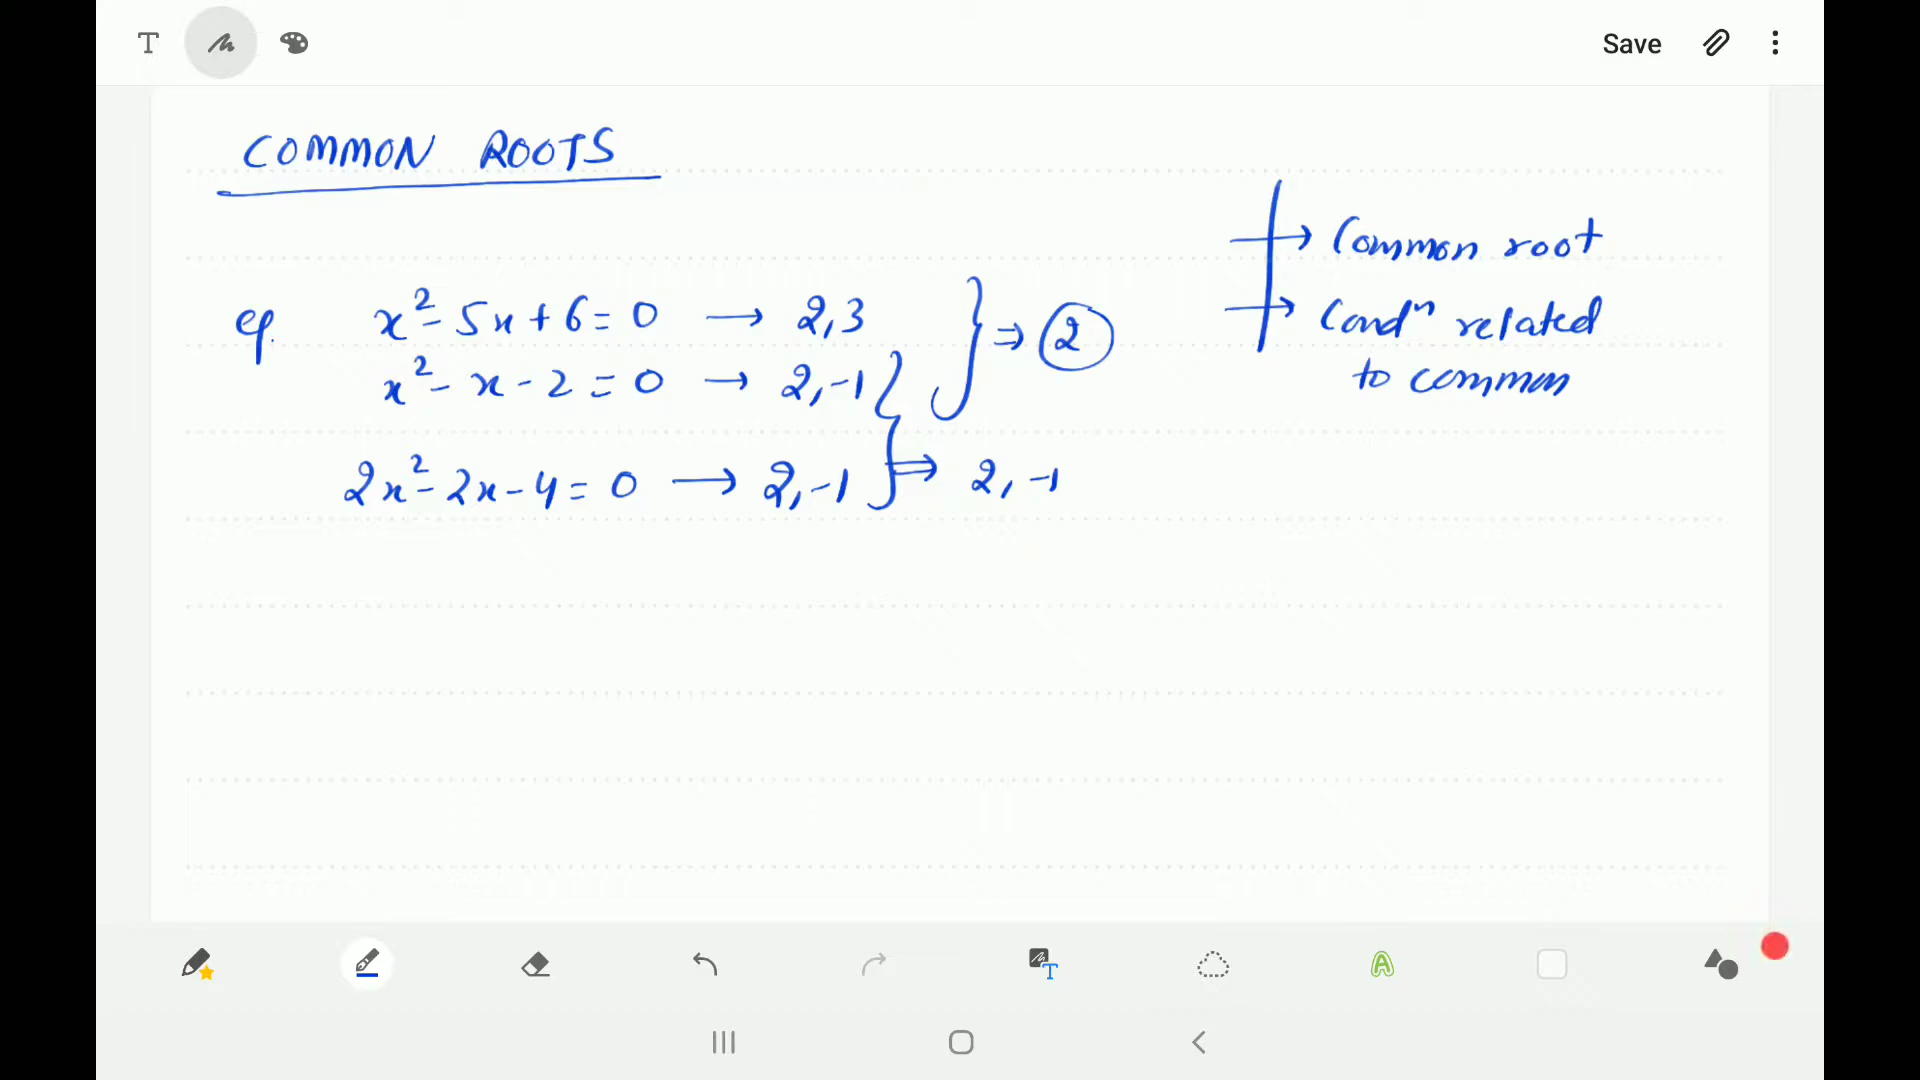 Save
COMMON ROOTS
eg. x²- 5x + 6 = 0 → 2,3 } ⇒ 2
x² - x - 2 = 0 → 2,-1
2x² - 2x - 4 = 0 → 2,-1 } ⇒ 2, -1
→ Common root
→ Condⁿ related
to common